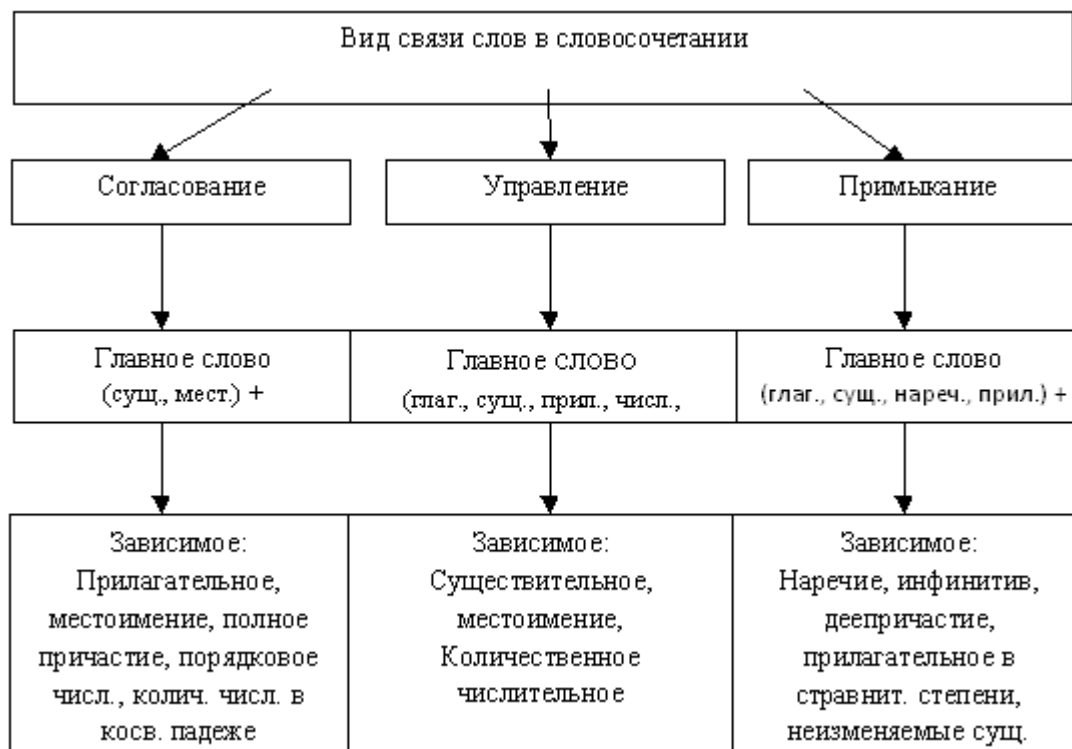 Вид связи слов в словосочетании
Согласование
Управление
Примыкание
Главное слово
(сущ., мест.) +
Главное СЛОВО
(глаг., сущ., прил., числ.,
Главное слово
(глаг., сущ., нареч., прил.) +
Зависимое:
Прилагательное,
местоимение, полное
причастие, порядковое
числ., колич. числ. в
косв. падеже
Зависимое:
Существительное,
местоимение,
Количественное
числительное
Зависимое:
Наречие, инфинитив,
деепричастие,
прилагательное в
стравнит. степени,
неизменяемые сущ.